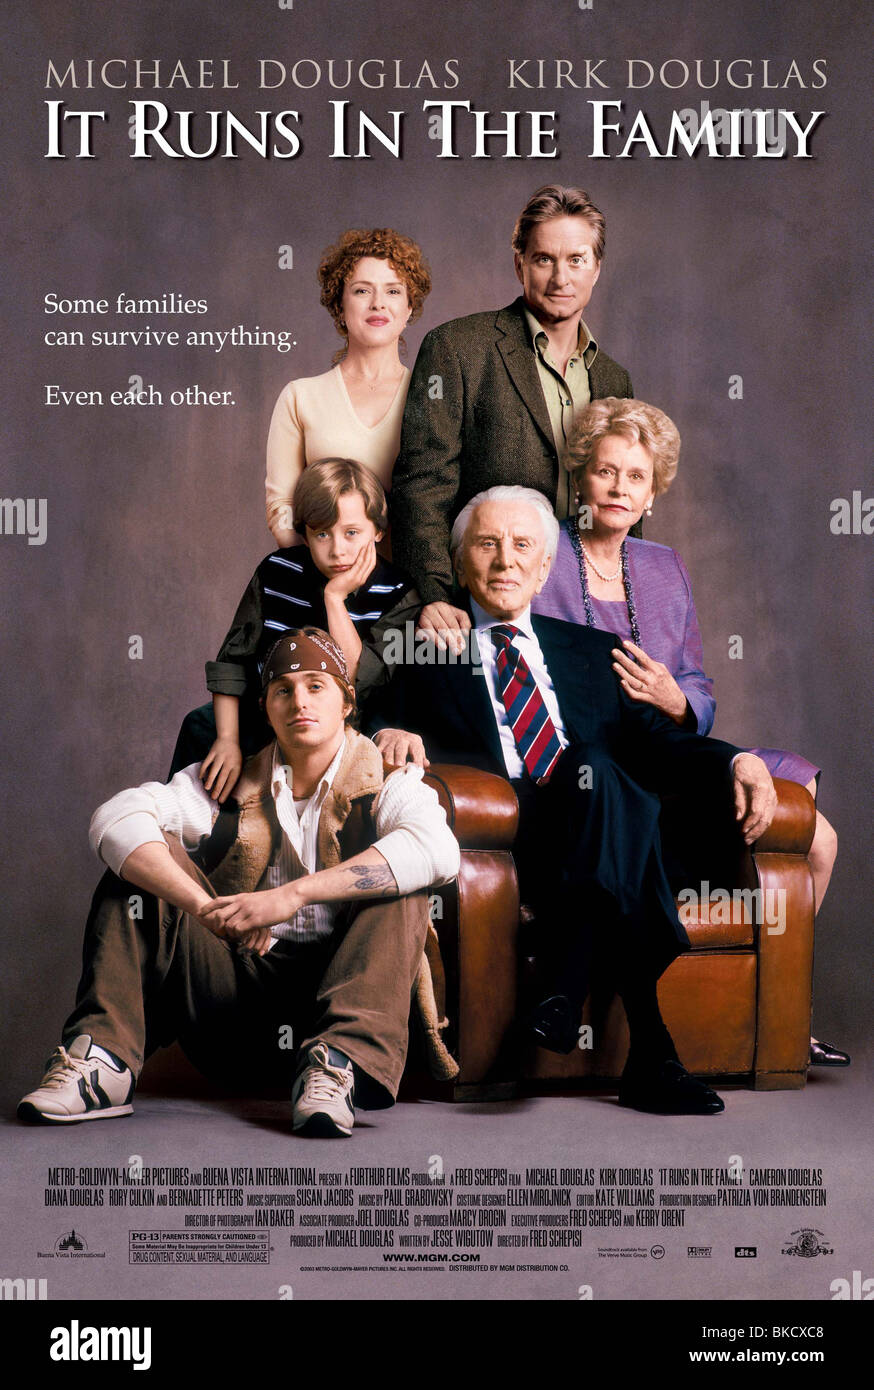 MICHAEL DOUGLAS KIRK DOUGLAS
IT RUNS IN THE FAMILY
Some families
can survive anything.
Even each other.
METRO-GOLDWYN-MAYER PICTURES AND BUENA VISTA INTERNATIONAL PRESENT A FURTHUR FILMS PRODUCTION A FRED SCHEPISI FILM MICHAEL DOUGLAS KIRK DOUGLAS "IT RUNS IN THE FAMILY" CAMERON DOUGLAS
DIANA DOUGLAS RORY CULKIN AND BERNADETTE PETERS MUSIC SUPERVISOR SUSAN JACOBS MUSIC BY PAUL GRABOWSKY COSTUME DESIGNER ELLEN MIROJNICK EDITOR KATE WILLIAMS PRODUCTION DESIGNER PATRIZIA VON BRANDENSTEIN
DIRECTOR OF PHOTOGRAPHY IAN BAKER ASSOCIATE PRODUCER JOEL DOUGLAS CO-PRODUCER MARCY DROGIN EXECUTIVE PRODUCERS FRED SCHEPISI AND KERRY ORENT
PRODUCED BY MICHAEL DOUGLAS WRITTEN BY JESSE WIGUTOW DIRECTED BY FRED SCHEPISI
Buena Vista International
PG-13 PARENTS STRONGLY CAUTIONED
Some Material May Be Inappropriate for Children Under 13
DRUG CONTENT, SEXUAL MATERIAL, AND LANGUAGE
WWW.MGM.COM
©2003 METRO-GOLDWYN-MAYER PICTURES INC. ALL RIGHTS RESERVED. DISTRIBUTED BY MGM DISTRIBUTION CO.
Soundtrack available from
The Verve Music Group
dts
a alamy
alamy
Image ID: BKCXC8
www.alamy.com